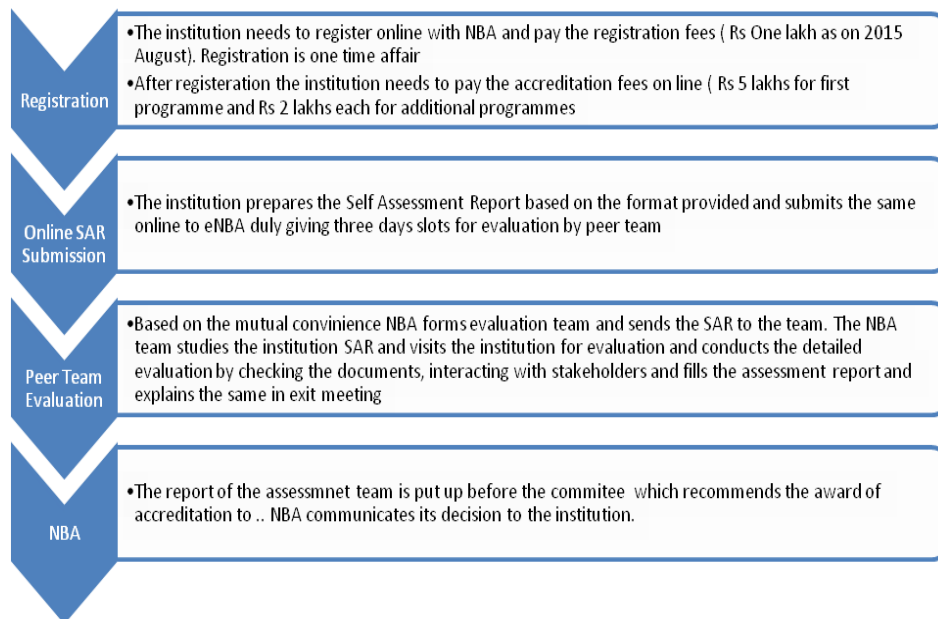 Registration
•The institution needs to register online with NBA and pay the registration fees ( Rs One lakh as on 2015
August). Registration is one time affair
•After registeration the institution needs to pay the accreditation fees on line ( Rs 5 lakhs for first
programme and Rs 2 lakhs each for additional programmes
Online SAR
Submission
•The institution prepares the Self Assessment Report based on the format provided and submits the same
online to eNBA duly giving three days slots for evaluation by peer team
Peer Team
Evaluation
•Based on the mutual convinience NBA forms evaluation team and sends the SAR to the team. The NBA
team studies the institution SAR and visits the institution for evaluation and conducts the detailed
evaluation by checking the documents, interacting with stakeholders and fills the assessment report and
explains the same in exit meeting
NBA
•The report of the assessmnet team is put up before the commitee which recommends the award of
accreditation to .. NBA communicates its decision to the institution.